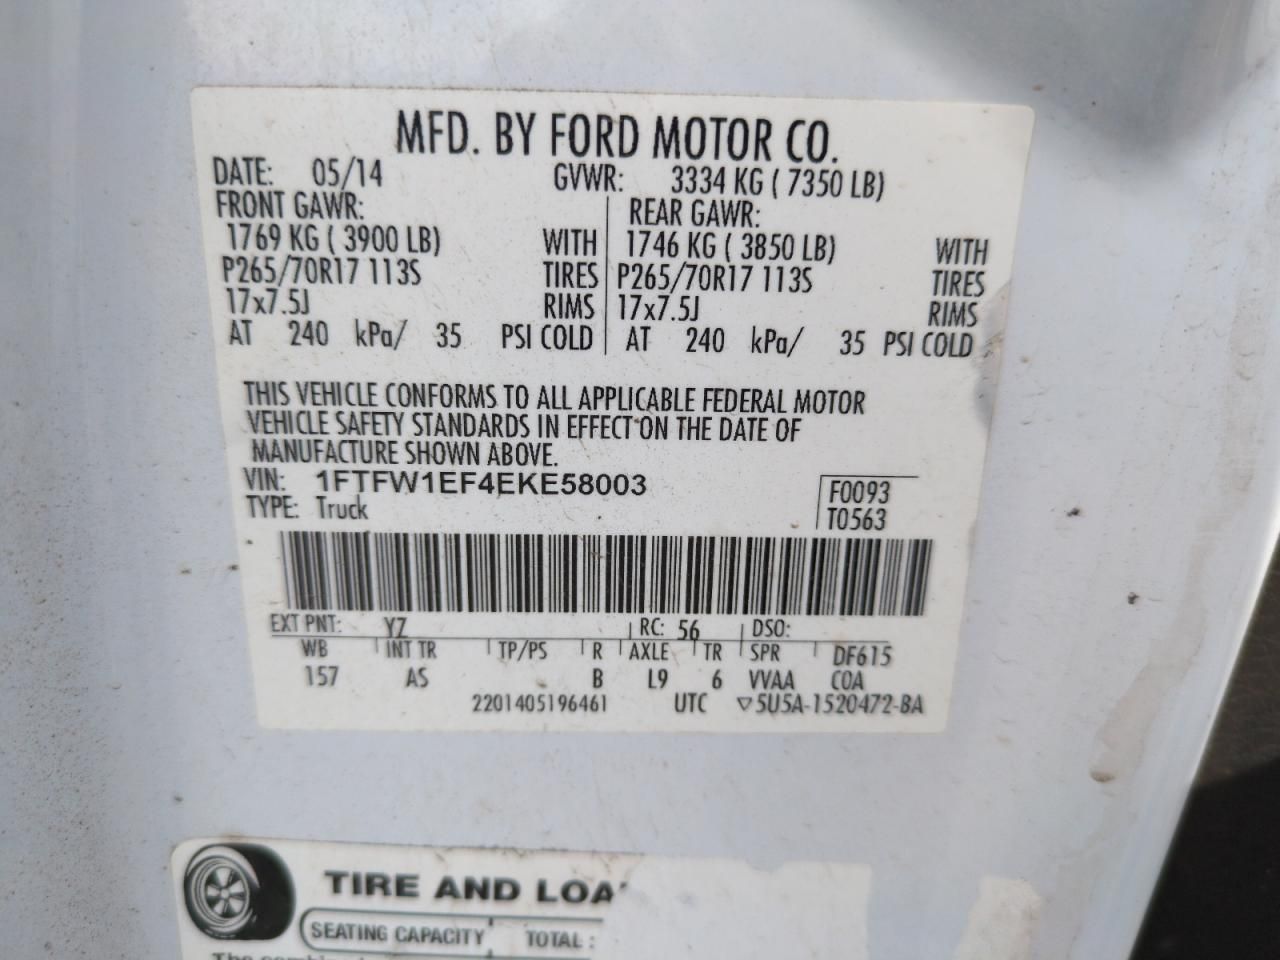 MFD. BY FORD MOTOR CO.
DATE: 05/14 GVWR: 3334 KG ( 7350 LB)
FRONT GAWR: REAR GAWR:
1769 KG ( 3900 LB) WITH 1746 KG ( 3850 LB) WITH
P265/70R17 113S TIRES P265/70R17 113S TIRES
17x7.5J RIMS 17x7.5J RIMS
AT 240 kPa/ 35 PSI COLD AT 240 kPa/ 35 PSI COLD
THIS VEHICLE CONFORMS TO ALL APPLICABLE FEDERAL MOTOR
VEHICLE SAFETY STANDARDS IN EFFECT ON THE DATE OF
MANUFACTURE SHOWN ABOVE.
VIN: 1FTFW1EF4EKE58003 F0093
TYPE: Truck T0563
EXT PNT: YZ RC: 56 DSO:
WB INT TR TP/PS R AXLE TR SPR DF615
157 AS B L9 6 VVAA COA
2201405196461 UTC ▽5U5A-1520472-BA
TIRE AND LOA
SEATING CAPACITY TOTAL :